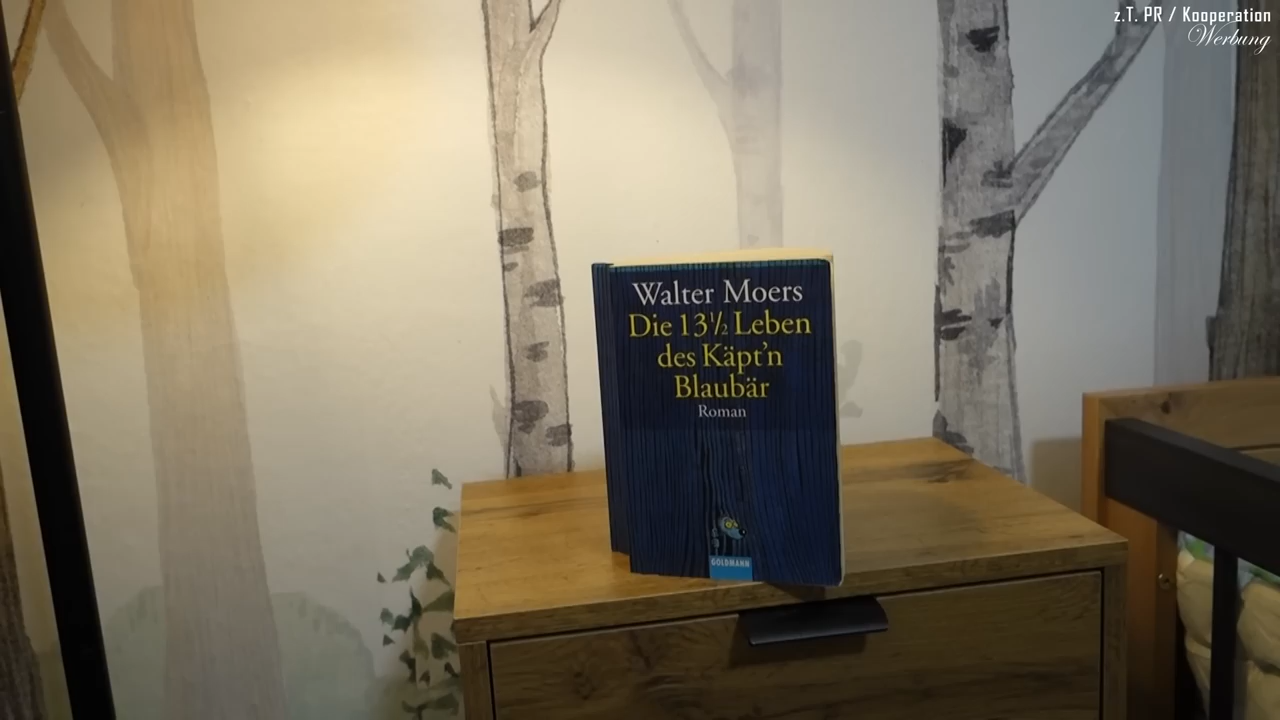 z.T. PR / Kooperation
Werbung
Walter Moers
Die 13½ Leben
des Käpt'n
Blaubär
Roman
GOLDMANN